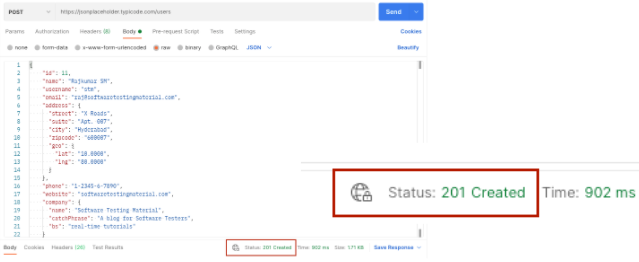 POST https://jsonplaceholder.typicode.com/users Send
Params Authorization Headers (8) Body Pre-request Script Tests Settings Cookies
none form-data x-www-form-urlencoded raw binary GraphQL JSON Beautify
1 {
2 "id": 11,
3 "name": "Rajkumar SM",
4 "username": "stm",
5 "email": "raj@softwaretestingmaterial.com",
6 "address": {
7 "street": "X Roads",
8 "suite": "Apt. 007",
9 "city": "Hyderabad",
10 "zipcode": "600007",
11 "geo": {
12 "lat": "10.0000",
13 "lng": "80.0000"
14 }
15 },
16 "phone": "1-2345-6-7890",
17 "website": "softwaretestingmaterial.com",
18 "company": {
19 "name": "Software Testing Material",
20 "catchPhrase": "A blog for Software Testers",
21 "bs": "real-time tutorials"
22 }
Status: 201 Created Time: 902 ms
Body Cookies Headers (26) Test Results Status: 201 Created Time: 902 ms Size: 1.71 KB Save Response